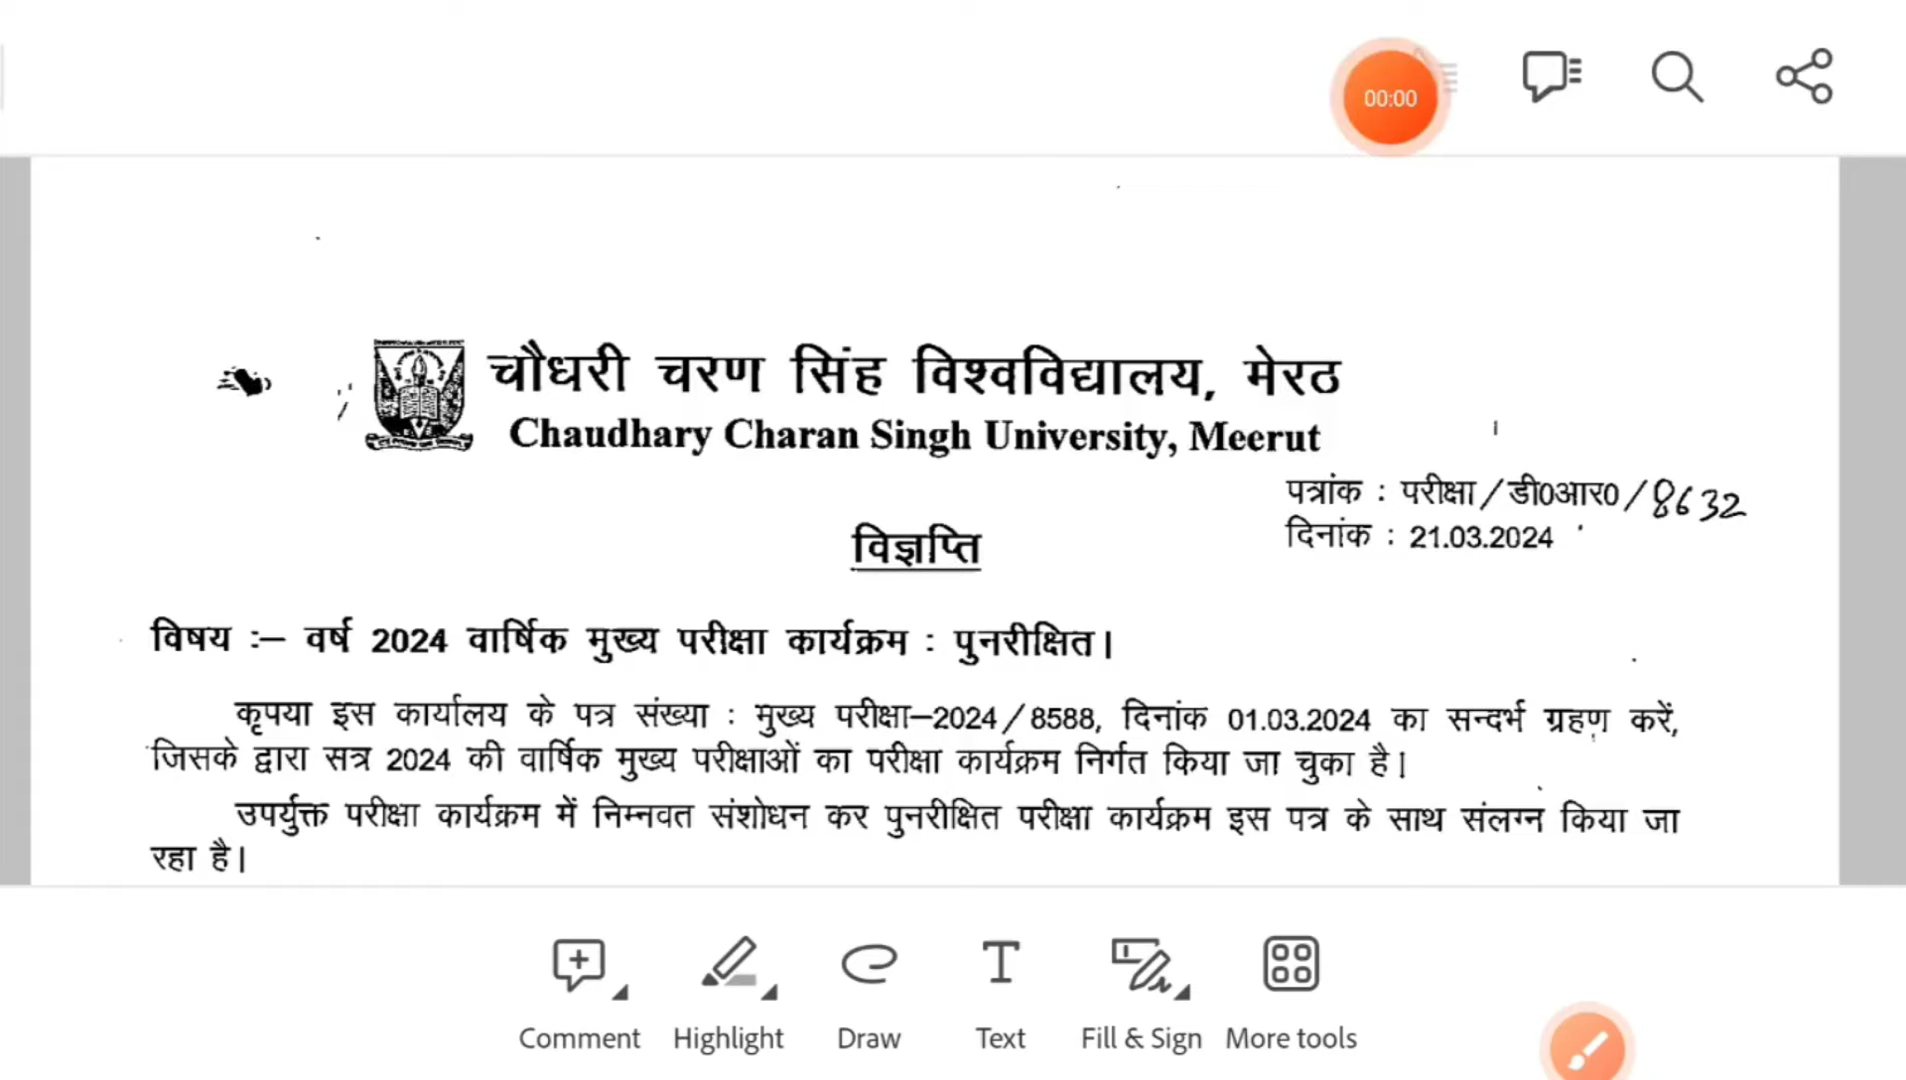 00:00
चौधरी चरण सिंह विश्वविद्यालय, मेरठ
Chaudhary Charan Singh University, Meerut
पत्रांक : परीक्षा/डी0आर0/8632
दिनांक : 21.03.2024
विज्ञप्ति
विषय :– वर्ष 2024 वार्षिक मुख्य परीक्षा कार्यक्रम : पुनरीक्षित।
कृपया इस कार्यालय के पत्र संख्या : मुख्य परीक्षा–2024/8588, दिनांक 01.03.2024 का सन्दर्भ ग्रहण करें,
जिसके द्वारा सत्र 2024 की वार्षिक मुख्य परीक्षाओं का परीक्षा कार्यक्रम निर्गत किया जा चुका है।
उपर्युक्त परीक्षा कार्यक्रम में निम्नवत संशोधन कर पुनरीक्षित परीक्षा कार्यक्रम इस पत्र के साथ संलग्न किया जा
रहा है।
Comment Highlight Draw Text Fill & Sign More tools